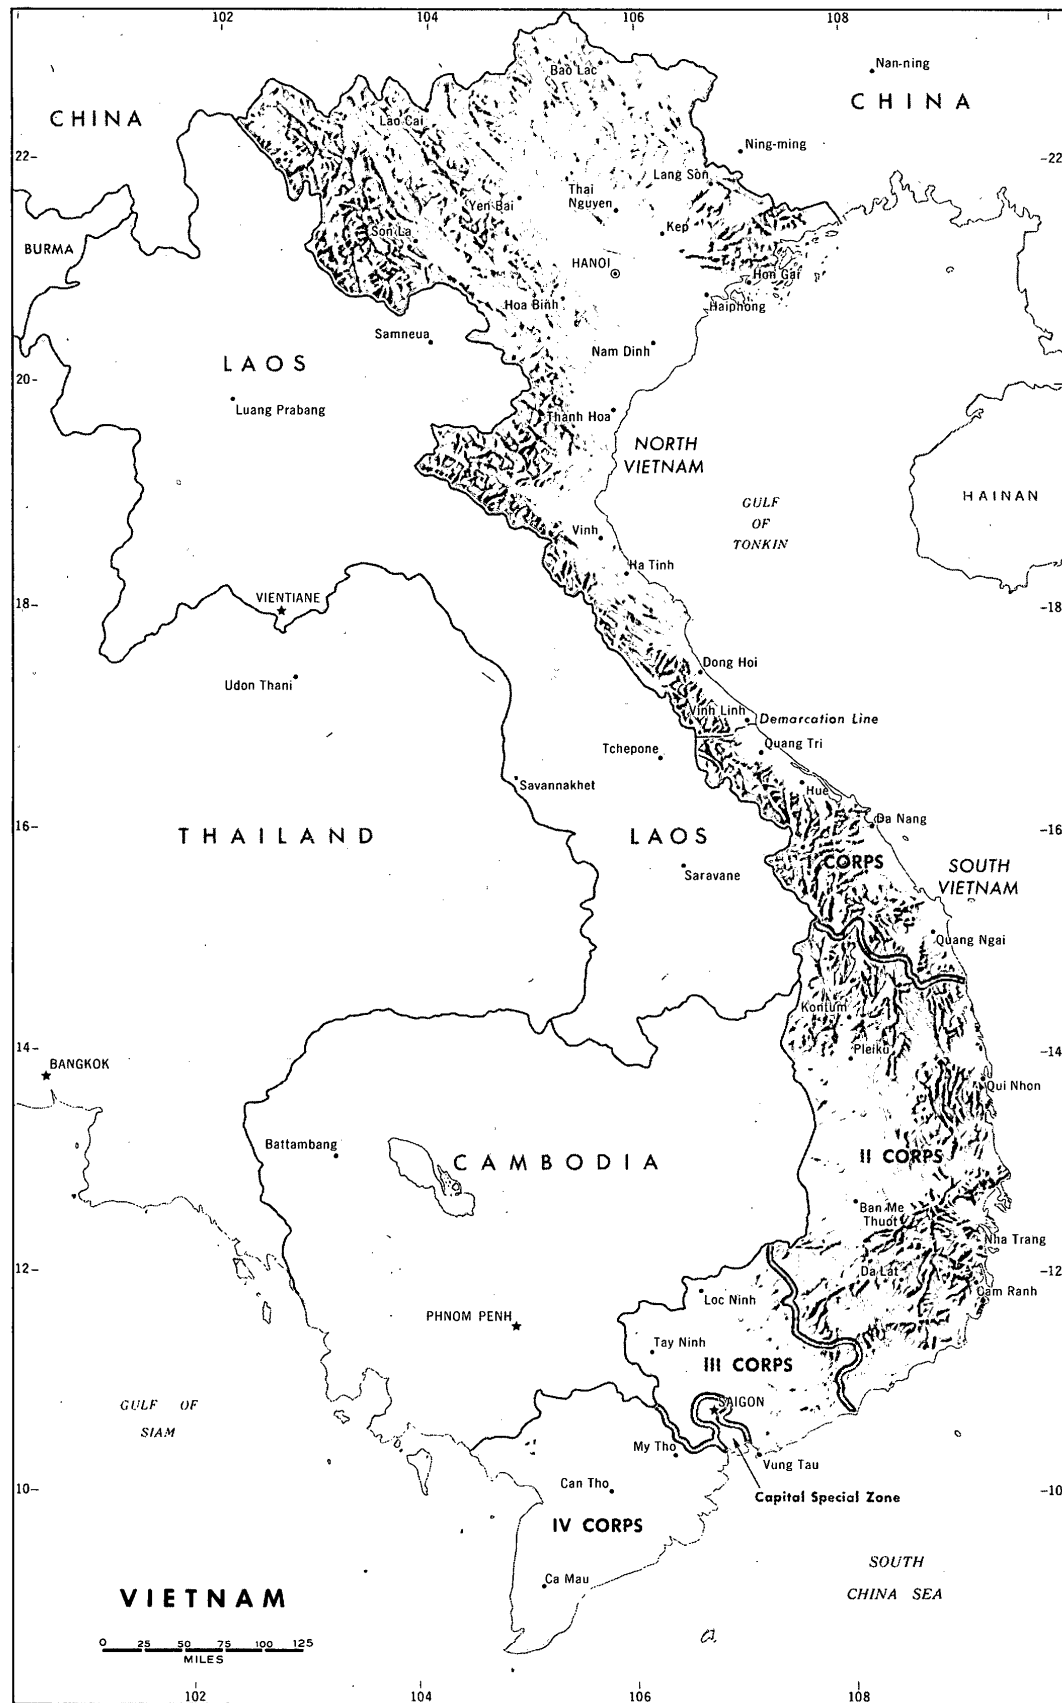 102 104 106 108
Bao Lac
Nan-ning
CHINA
CHINA
Lao Cai
22
Ning-ming
22
Lang Son
Thai
Nguyen
Yen Bai
Kep
Son La
BURMA
HANOI
Hon Gai
Hoa Binh
Haiphong
Samneua
Nam Dinh
LAOS
20
Luang Prabang
Thanh Hoa
NORTH
VIETNAM
HAINAN
GULF
OF
TONKIN
Vinh
Ha Tinh
VIENTIANE
18
18
Dong Hoi
Udon Thani
Vinh Linh
Demarcation Line
Quang Tri
Tchepone
Savannakhet
Hue
Da Nang
16
THAILAND
LAOS
16
I CORPS
SOUTH
VIETNAM
Saravane
Quang Ngai
Kontum
Pleiku
14
14
BANGKOK
Qui Nhon
Battambang
CAMBODIA
II CORPS
Ban Me
Thuot
Nha Trang
12
Da Lat
12
Cam Ranh
Loc Ninh
PHNOM PENH
Tay Ninh
III CORPS
GULF OF
SIAM
SAIGON
My Tho
Vung Tau
Can Tho
10
10
Capital Special Zone
IV CORPS
SOUTH
CHINA SEA
Ca Mau
VIETNAM
0 25 50 75 100 125
MILES
102 104 106 108